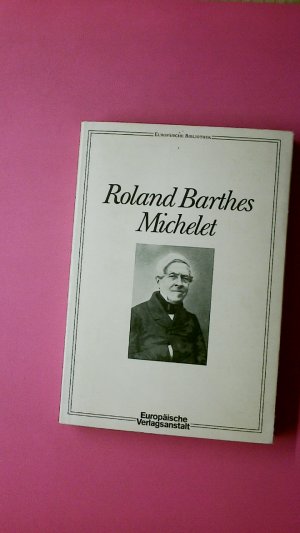 EUROPÄISCHE BIBLIOTHEK
Roland Barthes
Michelet
Europäische
Verlagsanstalt